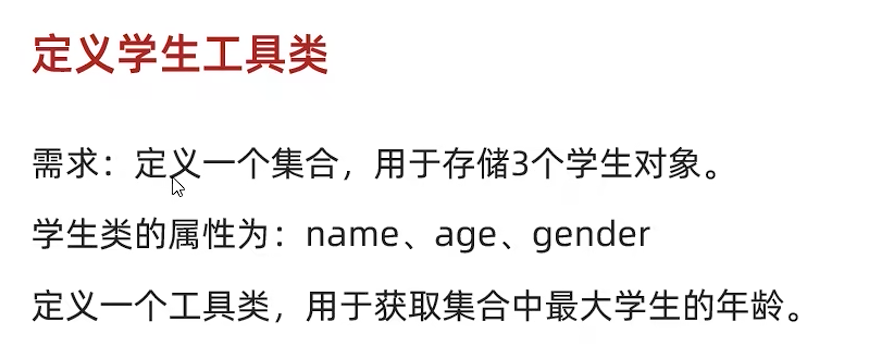 定义学生工具类
需求：定义一个集合，用于存储3个学生对象。
学生类的属性为：name、age、gender
定义一个工具类，用于获取集合中最大学生的年龄。